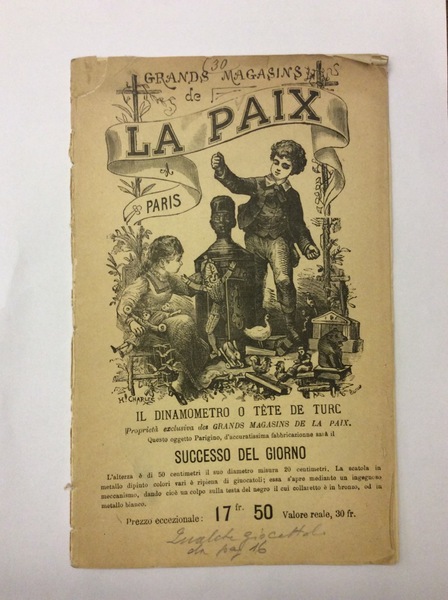 (30
GRANDS MAGASINS
de
LA PAIX
A
PARIS
H. CHARLES
IL DINAMOMETRO O TÊTE DE TURC
Proprietà exclusiva dei GRANDS MAGASINS DE LA PAIX.
Questo oggetto Parigino, d'accuratissima fabbricazione sarà il
SUCCESSO DEL GIORNO
L'altezza è di 50 centimetri il suo diametro misura 20 centimetri. La scatola in
metallo dipinto colori vari è ripiena di giuocatoli; essa s'apre mediante un ingegnoso
meccanismo, dando cioè un colpo sulla testa del negro il cui collaretto è in bronzo, od in
metallo bianco.
Prezzo eccezionale: 17 fr. 50 Valore reale, 30 fr.
Qualche giocattolo
da pag 16